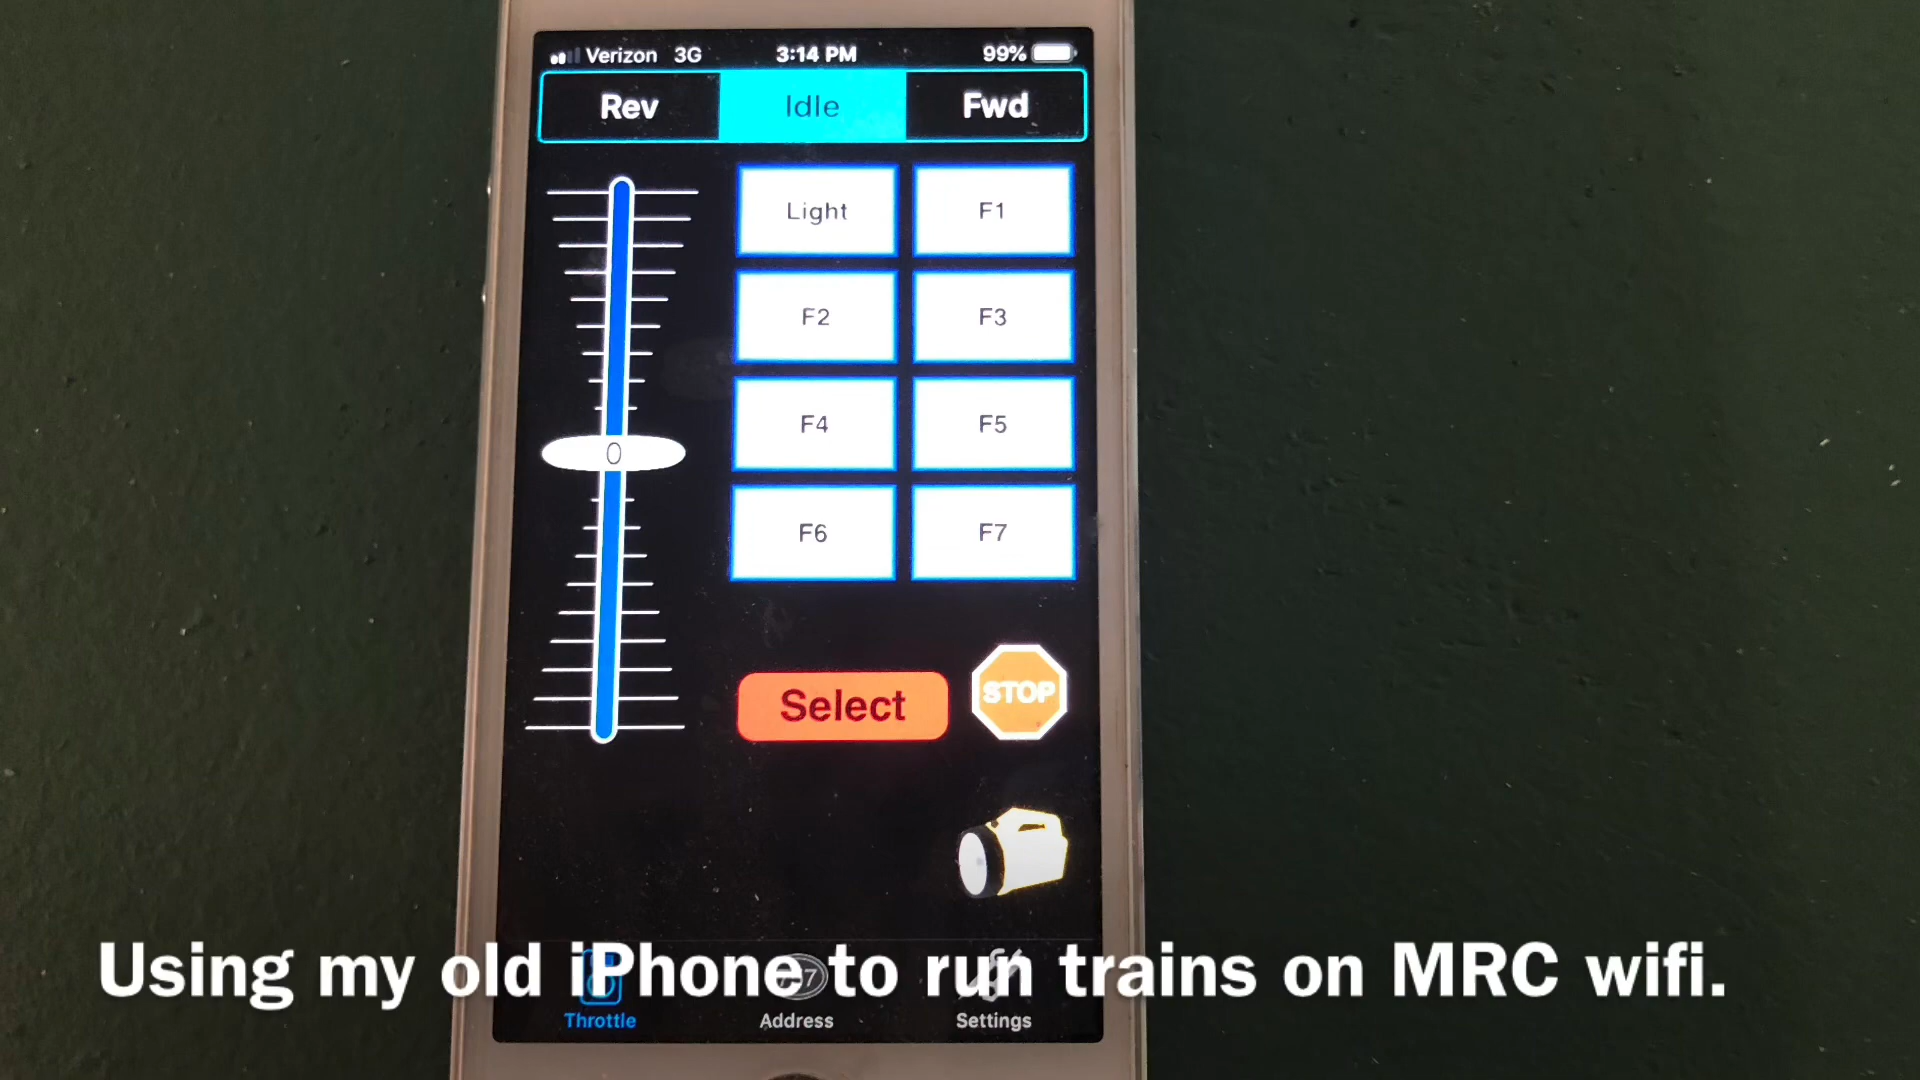 Verizon 3G 3:14 PM 99%
Rev Idle Fwd
Light F1
F2 F3
0
F4 F5
F6 F7
Select STOP
Using my old iPhone to run trains on MRC wifi.
Throttle Address Settings